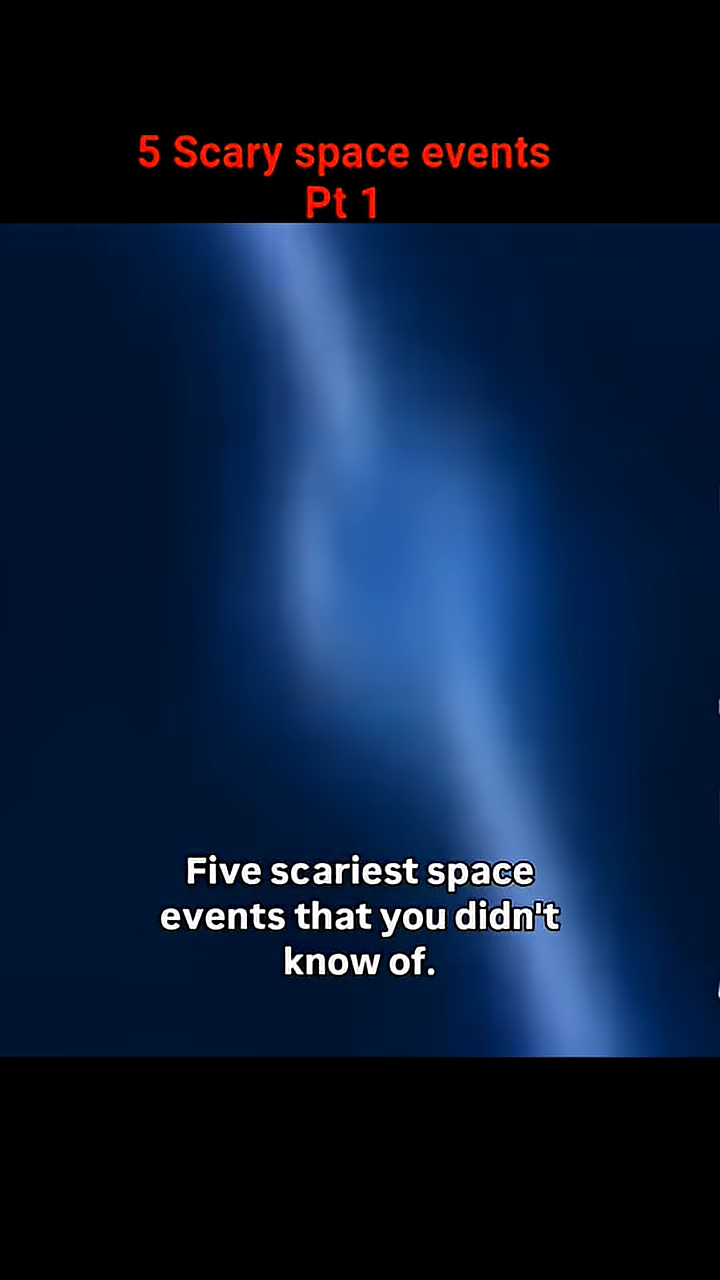 5 Scary space events
Pt 1
Five scariest space
events that you didn't
know of.